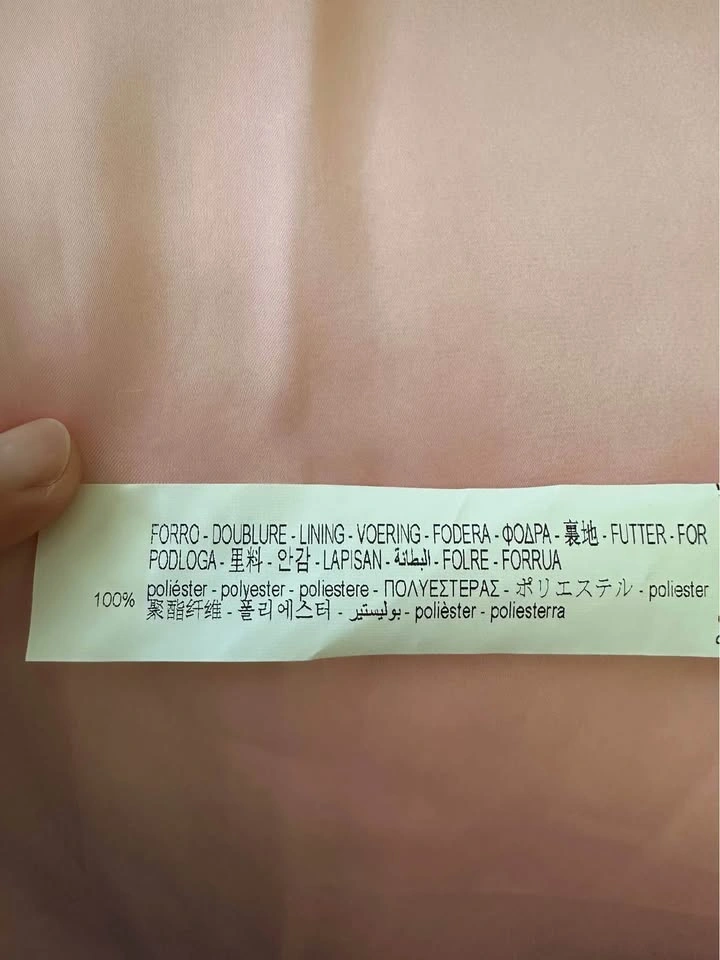 FORRO - DOUBLURE - LINING - VOERING - FODERA - ΦΟΔΡΑ - 裏地 - FUTTER - FOR
PODLOGA - 里料 - 안감 - LAPISAN - البطانة - FOLRE - FORRUA
100% poliéster - polyester - poliestere - ΠΟΛΥΕΣΤΕΡΑΣ - ポリエステル - poliester
聚酯纤维 - 폴리에스터 - بوليستير - polièster - poliesterra